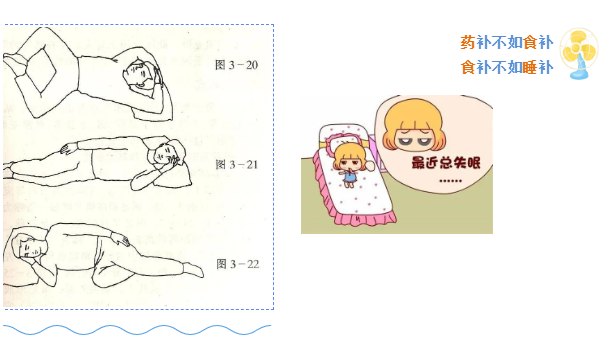 药补不如食补
食补不如睡补
图 3－20
图 3－21
图 3－22
最近总失眠
……